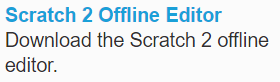 Scratch 2 Offline Editor
Download the Scratch 2 offline
editor.